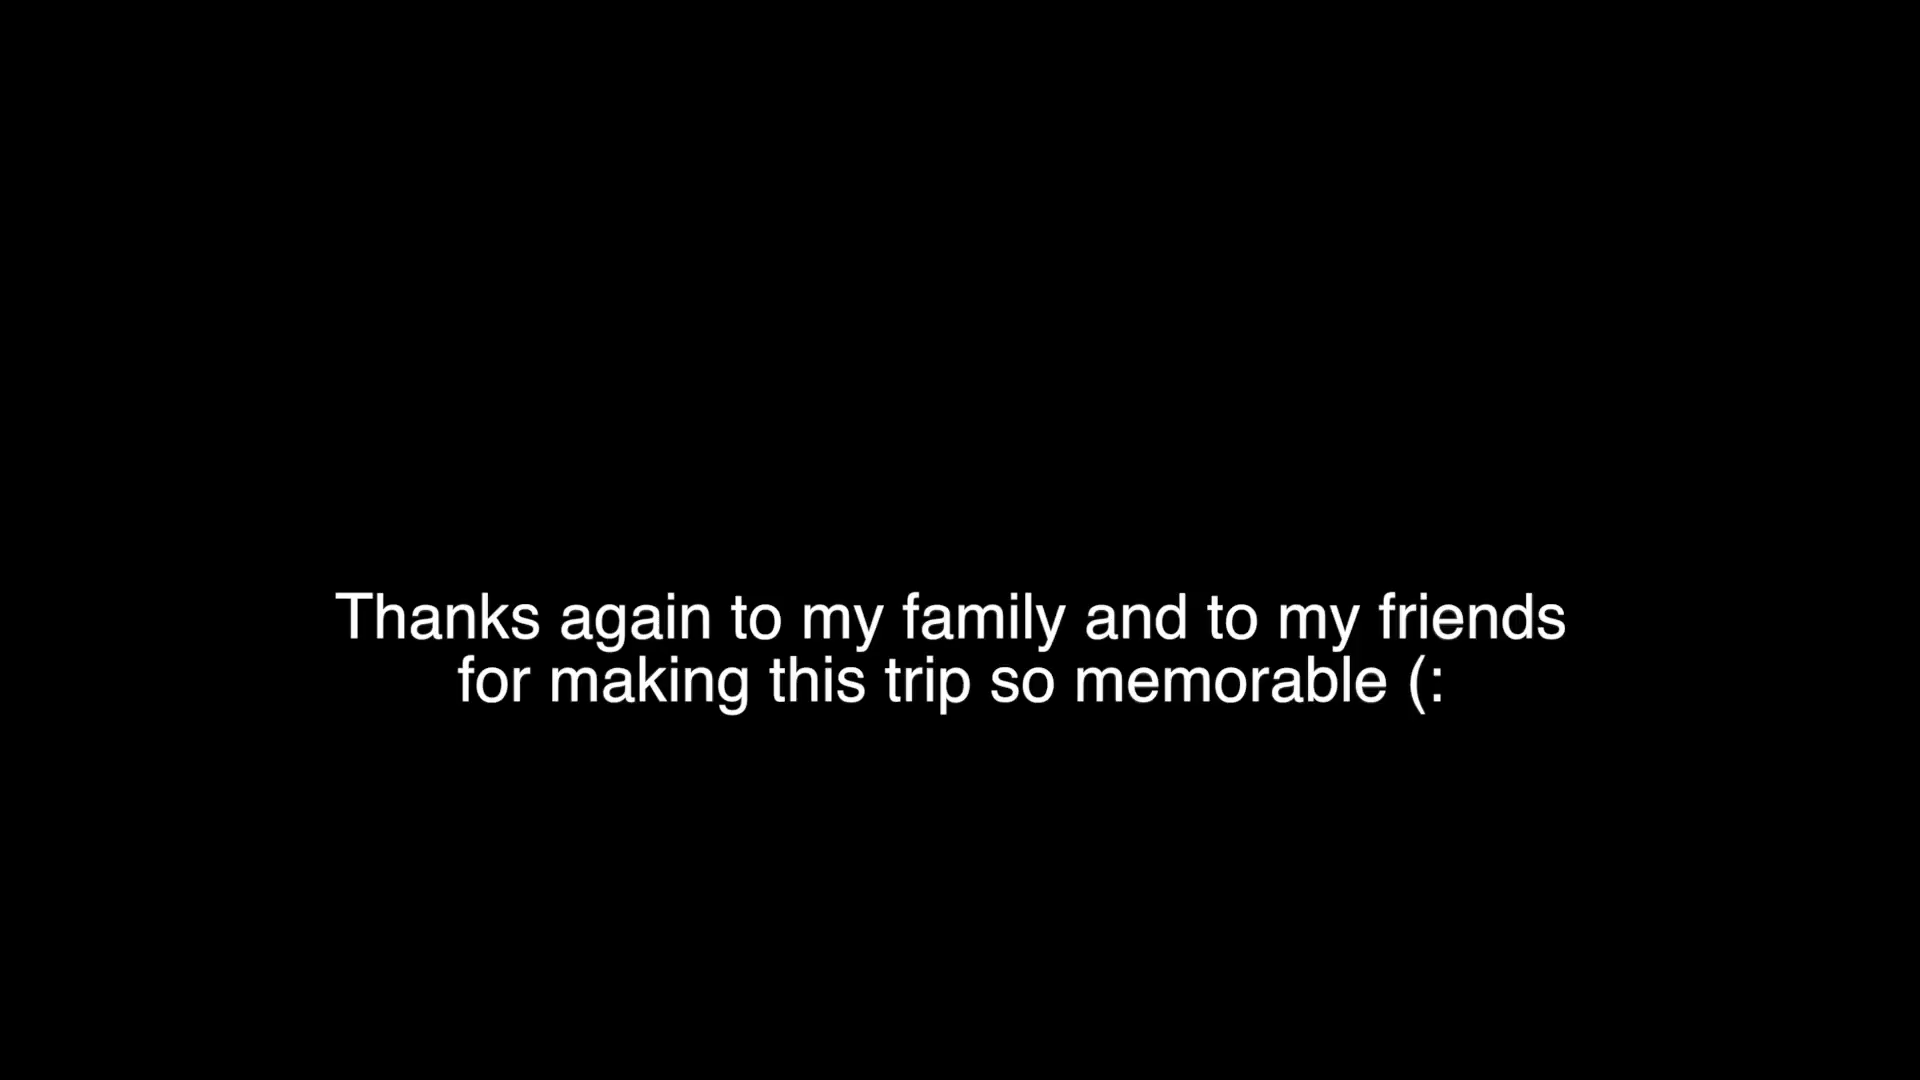 Thanks again to my family and to my friends
for making this trip so memorable (: